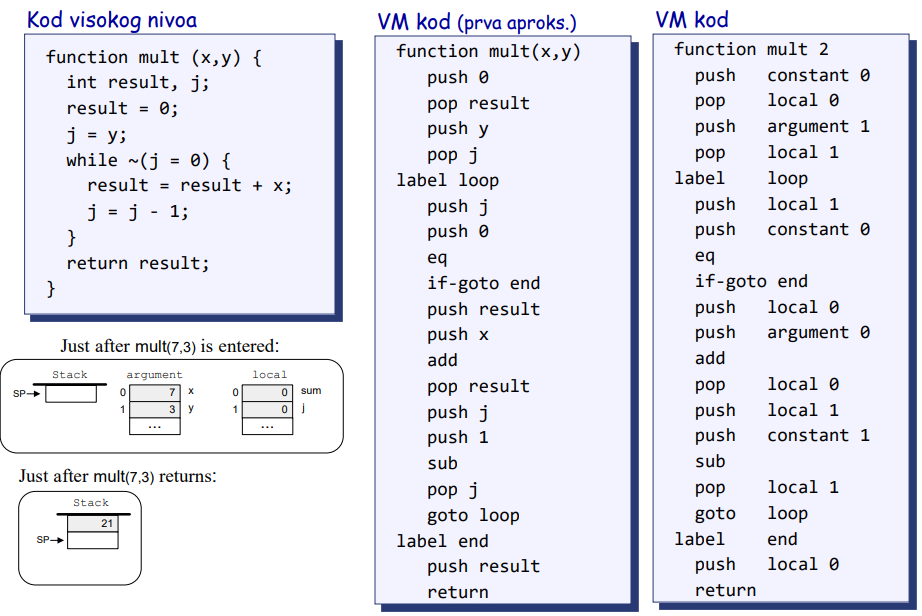 Kod visokog nivoa
function mult (x,y) {
int result, j;
result = 0;
j = y;
while ~(j = 0) {
result = result + x;
j = j - 1;
}
return result;
}
Just after mult(7,3) is entered:
Stack argument local
SP 0 7 x 0 0 sum
1 3 y 1 0 j
... ...
Just after mult(7,3) returns:
Stack
21
SP
VM kod (prva aproks.)
function mult(x,y)
push 0
pop result
push y
pop j
label loop
push j
push 0
eq
if-goto end
push result
push x
add
pop result
push j
push 1
sub
pop j
goto loop
label end
push result
return
VM kod
function mult 2
push constant 0
pop local 0
push argument 1
pop local 1
label loop
push local 1
push constant 0
eq
if-goto end
push local 0
push argument 0
add
pop local 0
push local 1
push constant 1
sub
pop local 1
goto loop
label end
push local 0
return